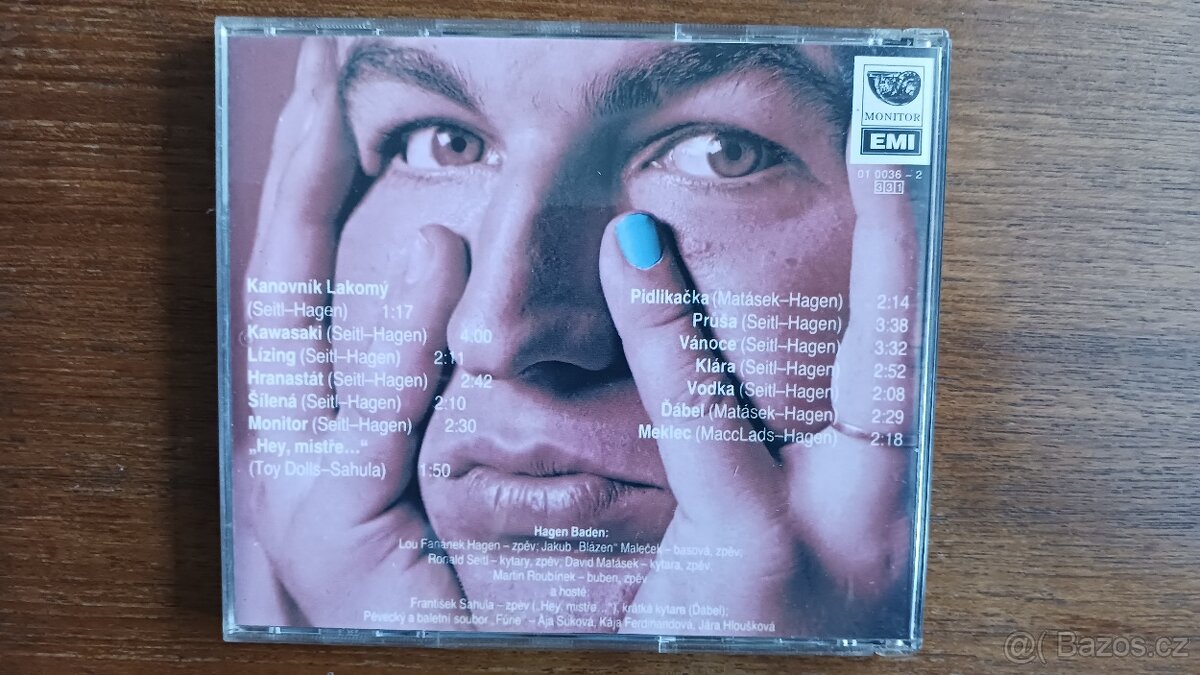 MONITOR
EMI
01 0036 - 2
331
Kanovník Lakomý
(Seitl–Hagen) 1:17
Kawasaki (Seitl–Hagen) 4:00
Lízing (Seitl–Hagen) 2:11
Hranastát (Seitl–Hagen) 2:42
Šílená (Seitl–Hagen) 2:10
Monitor (Seitl–Hagen) 2:30
„Hey, mistře...“
(Toy Dolls–Sahula) 1:50
Pidlikačka (Matásek–Hagen) 2:14
Průša (Seitl–Hagen) 3:38
Vánoce (Seitl–Hagen) 3:32
Klára (Seitl–Hagen) 2:52
Vodka (Seitl–Hagen) 2:08
Ďábel (Matásek–Hagen) 2:29
Meklec (MaccLads–Hagen) 2:18
Hagen Baden:
Lou Fanánek Hagen – zpěv; Jakub „Blázen“ Maleček – basová, zpěv;
Ronald Seitl – kytary, zpěv; David Matásek – kytara, zpěv;
Martin Roubínek – buben, zpěv
a hosté:
František Sahula – zpěv („Hey, mistře...“), krátká kytara (Ďábel);
Pěvecký a baletní soubor „Fúrie“ – Ája Suková, Kája Ferdinandová, Jára Hloušková
@( Bazos.cz